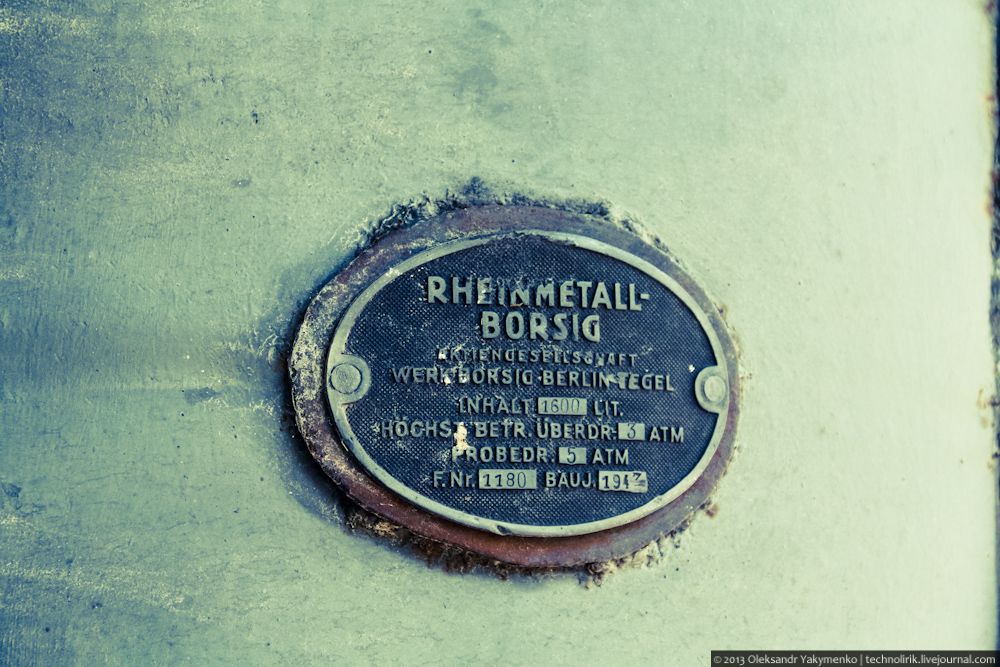 RHEINMETALL-
BORSIG
AKTIENGESELLSCHAFT
WERK BORSIG·BERLIN-TEGEL
INHALT 1600 LIT.
HÖCHST BETR. ÜBERDR. 3 ATM
PROBEDR. 5 ATM
F.Nr. 1180 BAUJ.
© 2013 Oleksandr Yakymenko | technolirik.livejournal.com